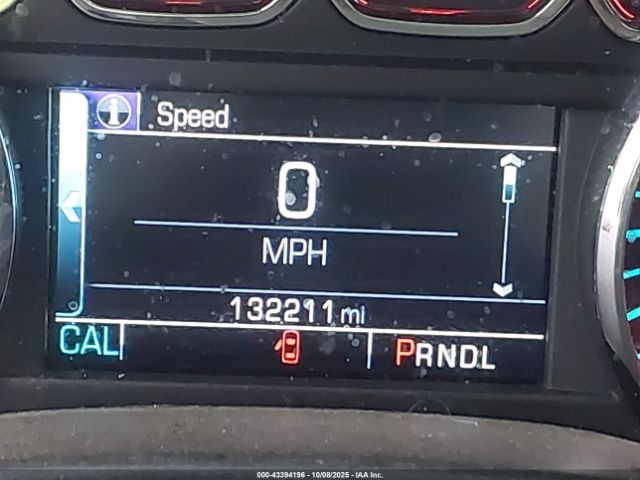 i Speed
0
MPH
132211 mi
CAL PRNDL
000-43394196 | 10/08/2025 - IAA Inc.